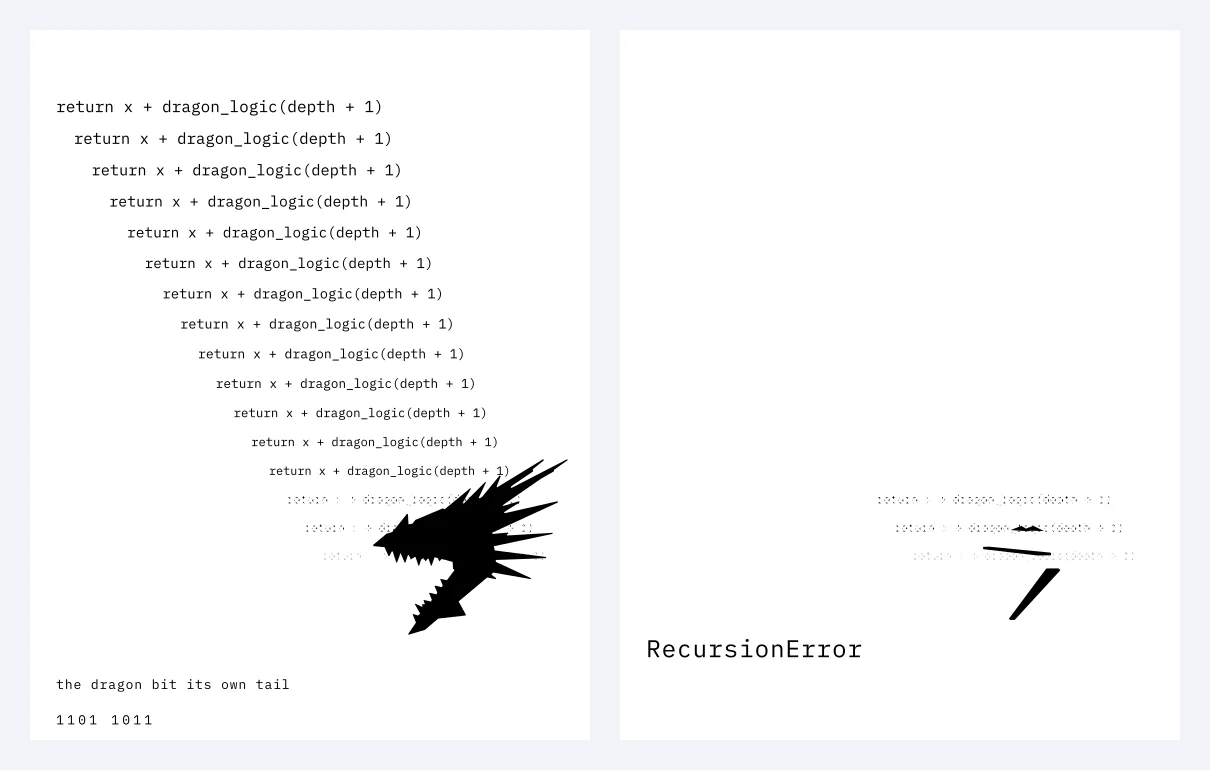 return x + dragon_logic(depth + 1)
return x + dragon_logic(depth + 1)
return x + dragon_logic(depth + 1)
return x + dragon_logic(depth + 1)
return x + dragon_logic(depth + 1)
return x + dragon_logic(depth + 1)
return x + dragon_logic(depth + 1)
return x + dragon_logic(depth + 1)
return x + dragon_logic(depth + 1)
return x + dragon_logic(depth + 1)
return x + dragon_logic(depth + 1)
return x + dragon_logic(depth + 1)
return x + dragon_logic(depth + 1)
the dragon bit its own tail
1101 1011
RecursionError